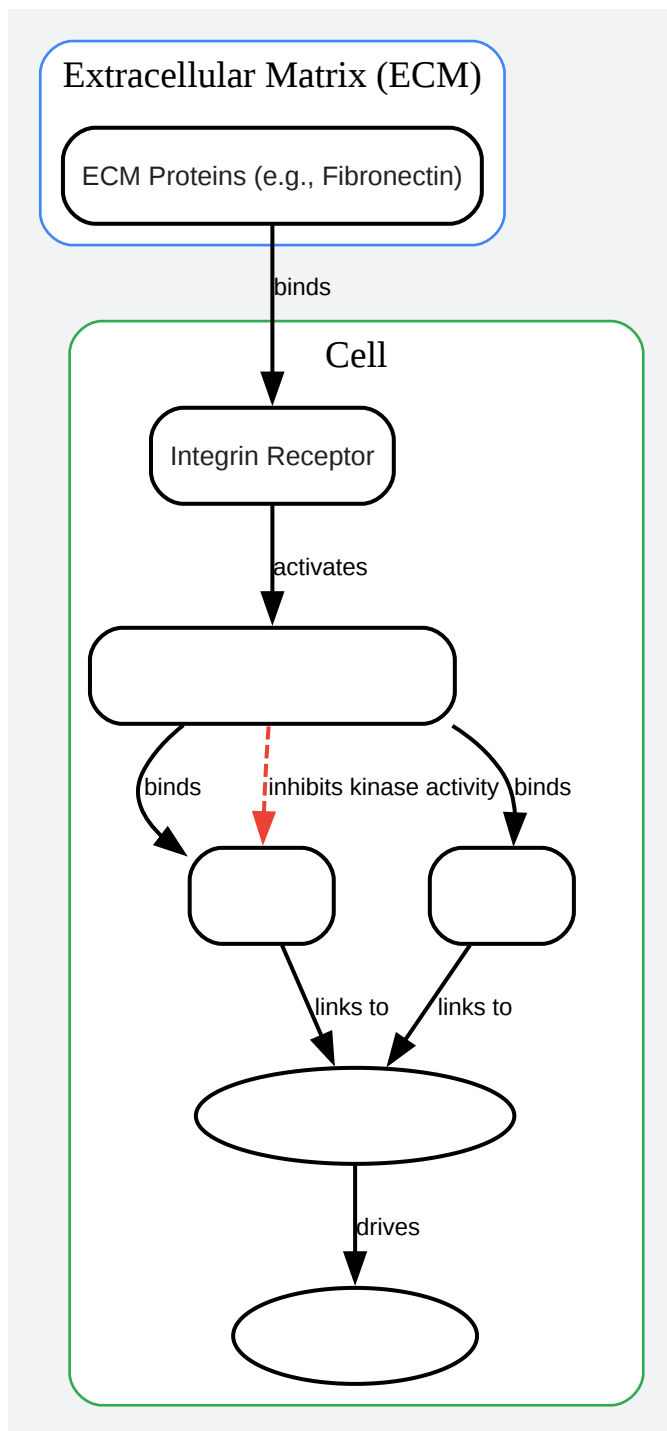 Extracellular Matrix (ECM)
ECM Proteins (e.g., Fibronectin)
binds
Cell
Integrin Receptor
activates
binds
inhibits kinase activity
binds
links to
links to
drives